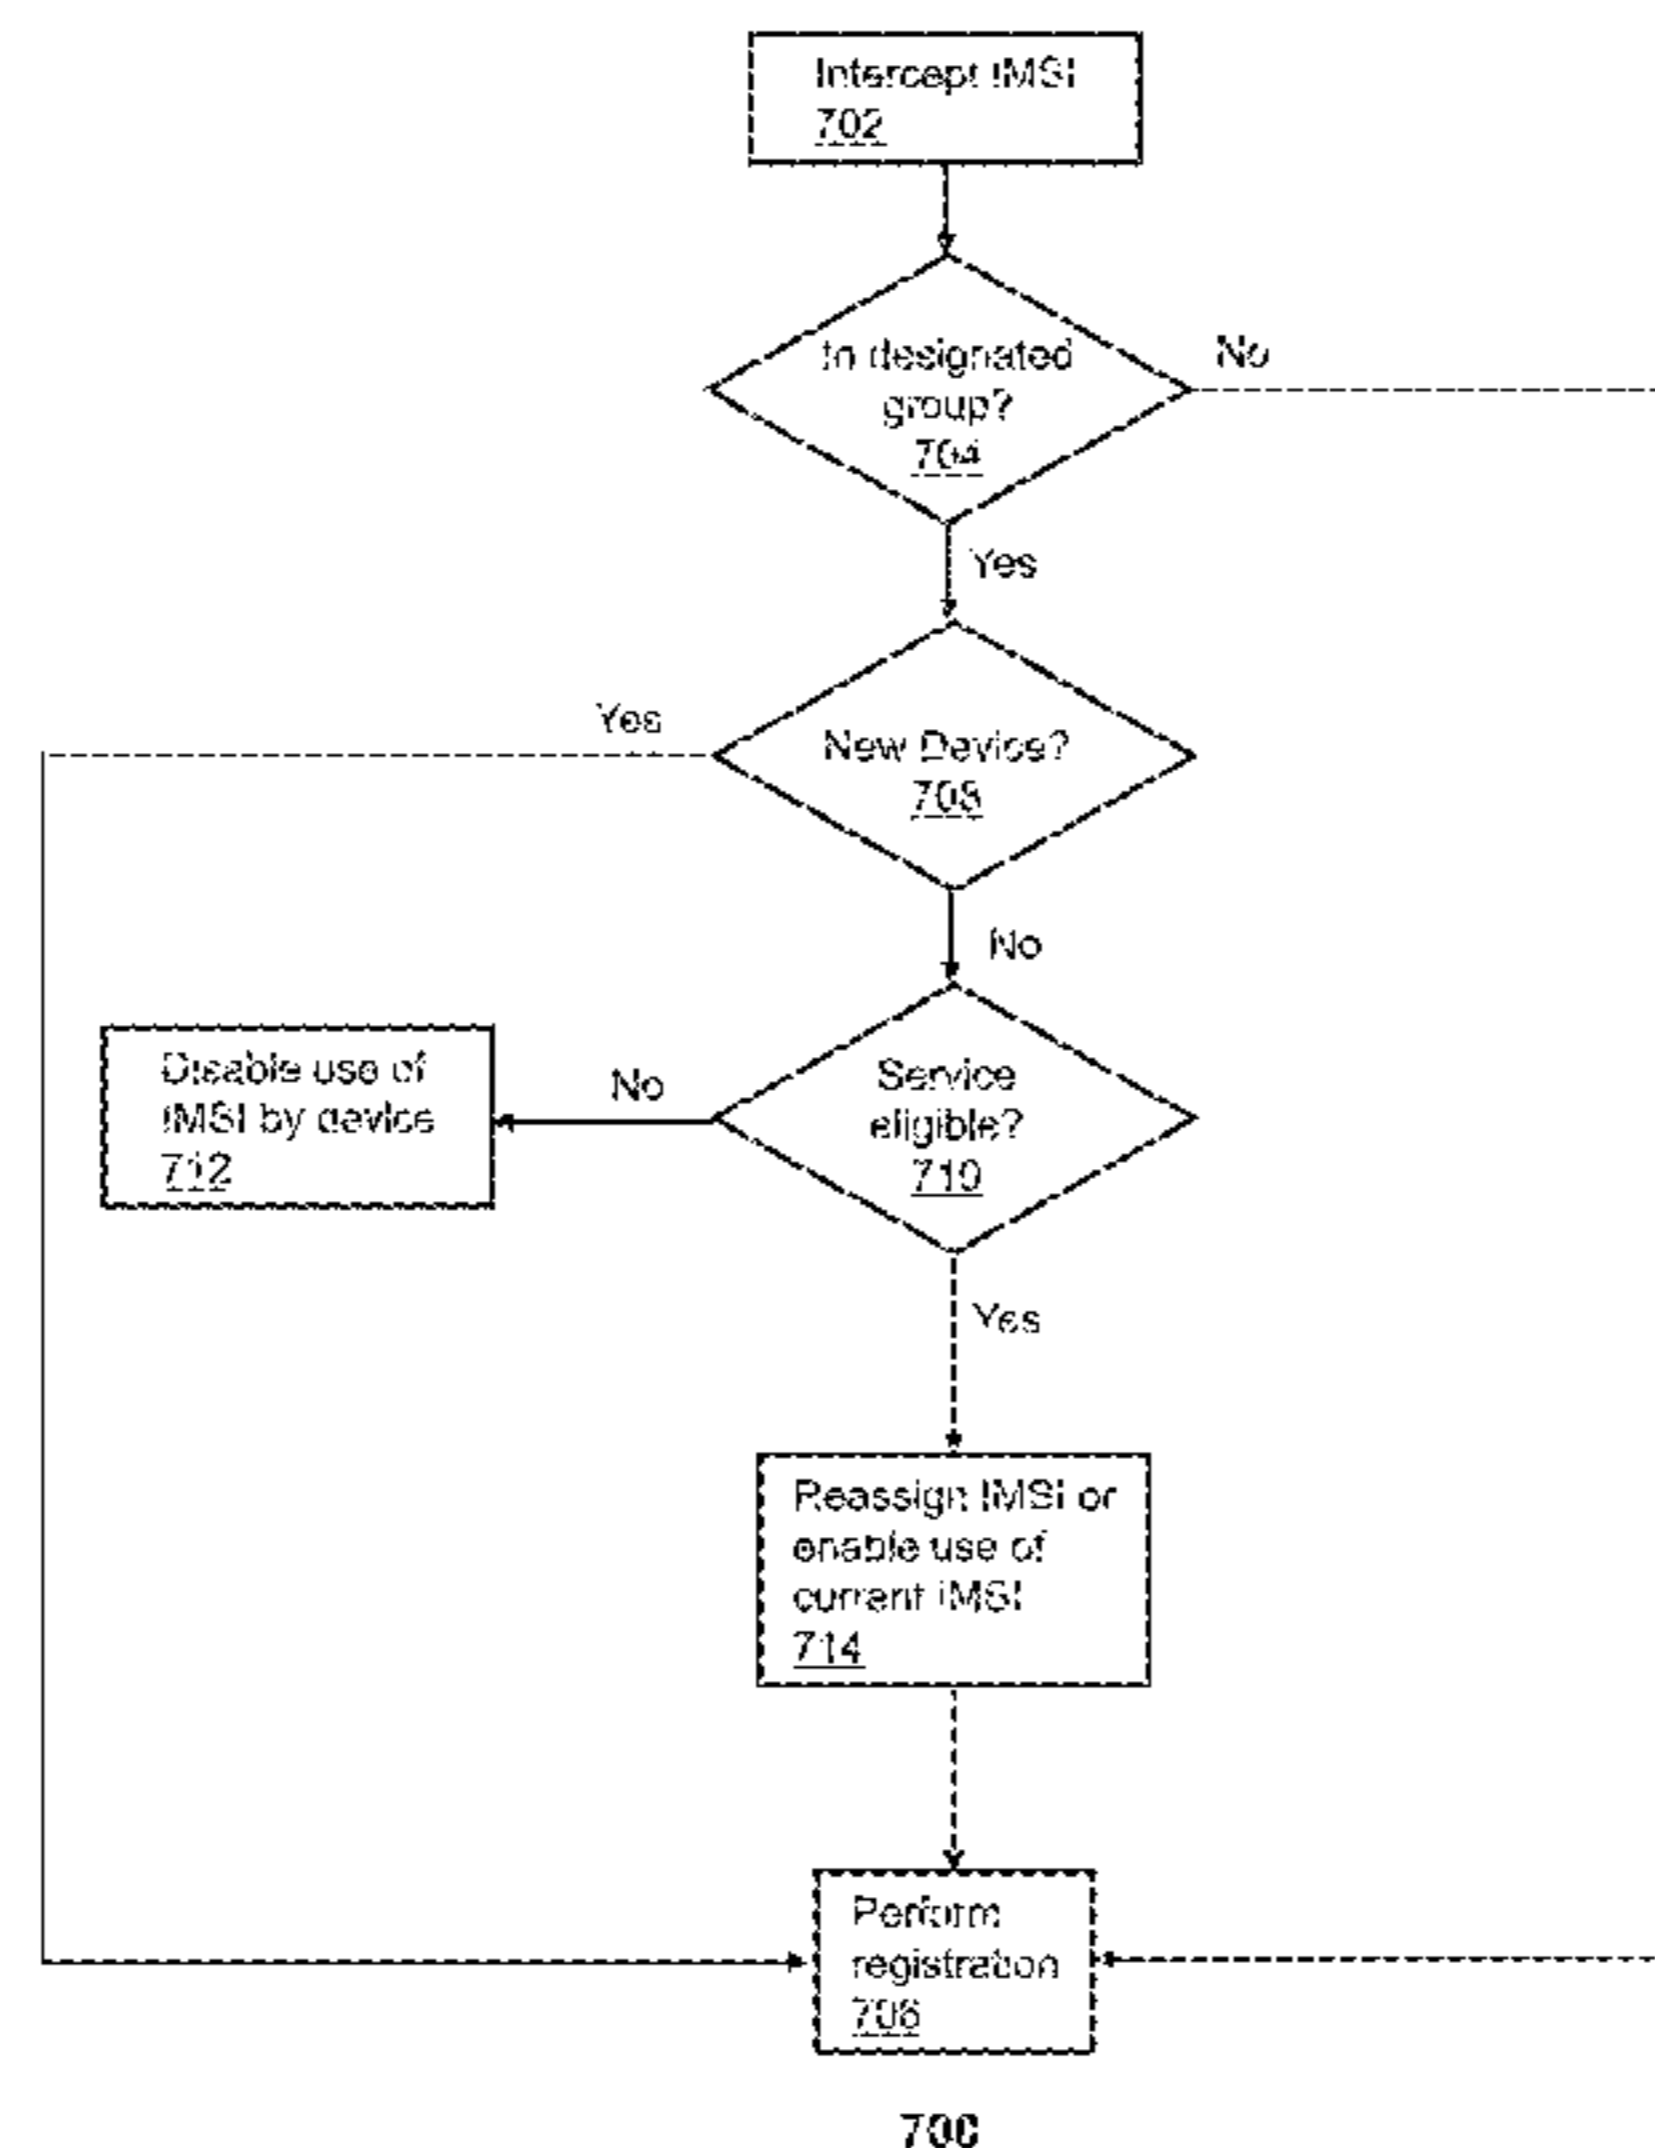 Intercept IMSI
702
In designated
group?
704
No
Yes
Yes
New Device?
708
No
Disable use of
IMSI by device
712
No
Service
eligible?
710
Yes
Reassign IMSI or
enable use of
current IMSI
714
Perform
registration
706
700